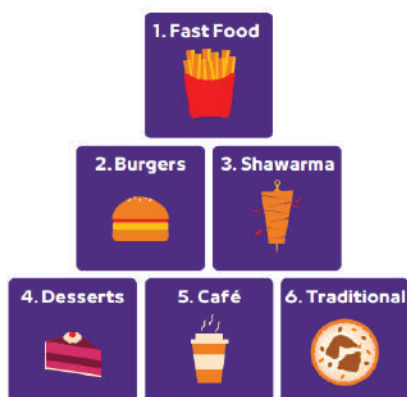 1. Fast Food
2. Burgers
3. Shawarma
4. Desserts
5. Café
6. Traditional